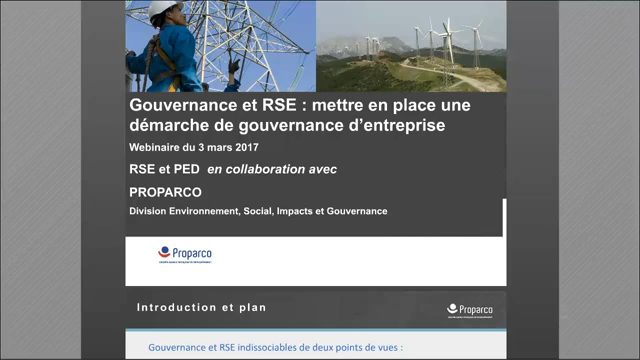 Gouvernance et RSE : mettre en place une
démarche de gouvernance d'entreprise
Webinaire du 3 mars 2017
RSE et PED en collaboration avec
PROPARCO
Division Environnement, Social, Impacts et Gouvernance
Proparco
Introduction et plan
Proparco
Gouvernance et RSE indissociables de deux points de vues :